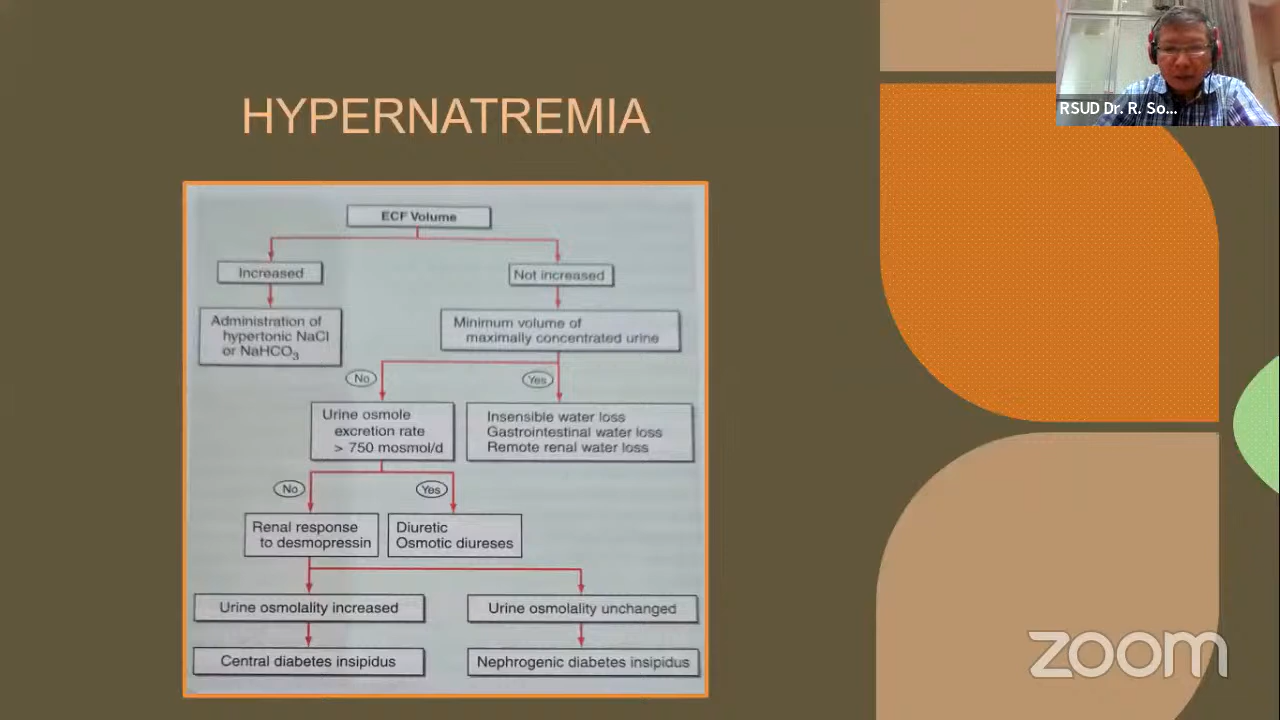 RSUD Dr. R. So...
HYPERNATREMIA
ECF Volume
Increased
Not increased
Administration of
hypertonic NaCl
or NaHCO₃
Minimum volume of
maximally concentrated urine
No
Yes
Urine osmole
excretion rate
> 750 mosmol/d
Insensible water loss
Gastrointestinal water loss
Remote renal water loss
No
Yes
Renal response
to desmopressin
Diuretic
Osmotic diureses
Urine osmolality increased
Urine osmolality unchanged
Central diabetes insipidus
Nephrogenic diabetes insipidus
zoom